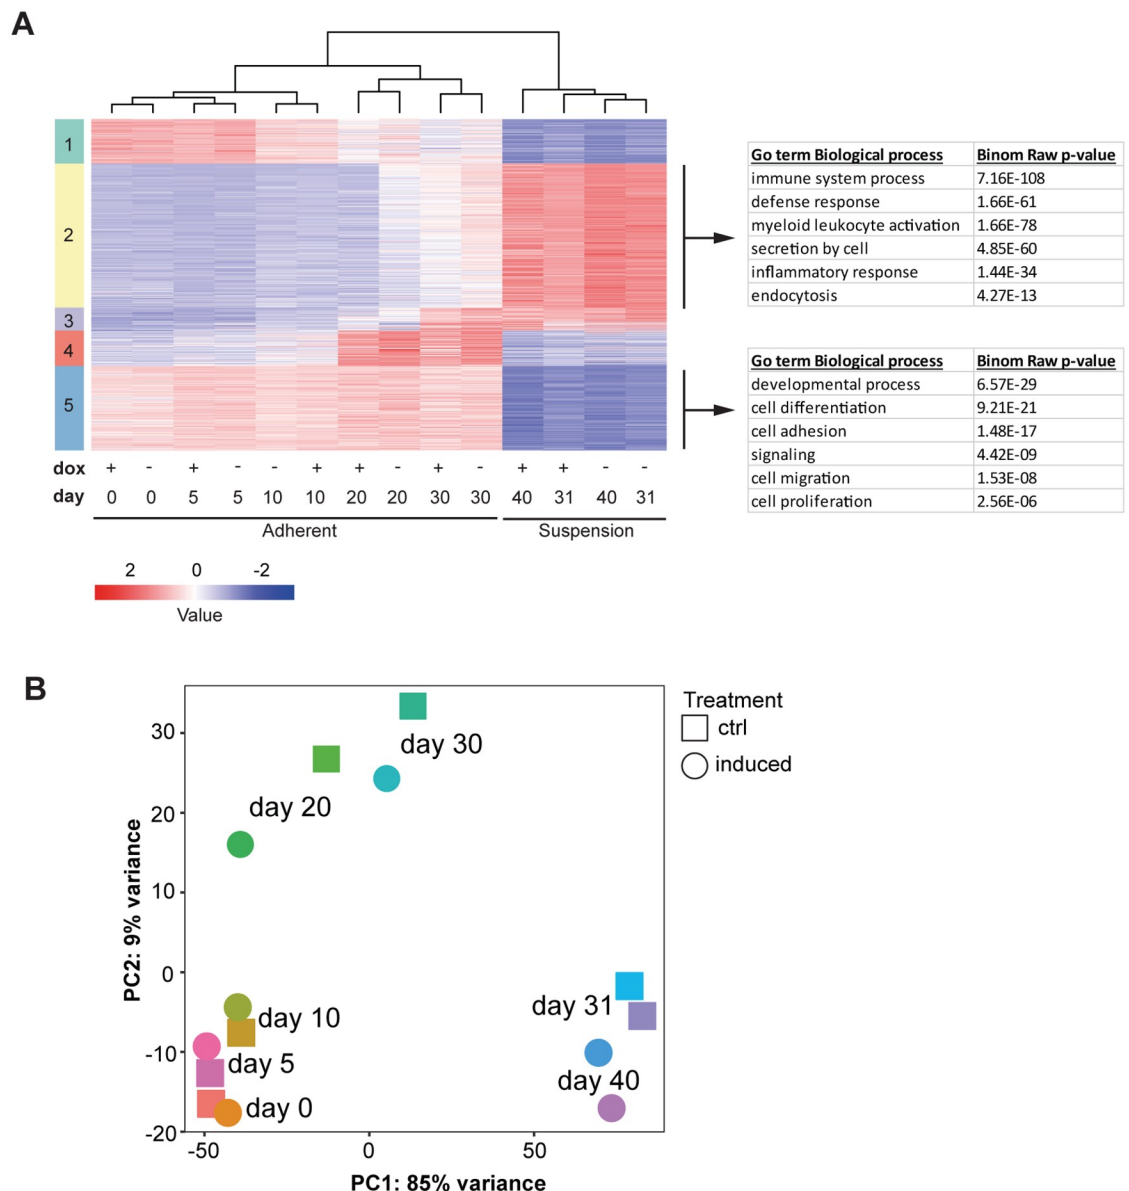 A
1
2
3
4
5
Go term Biological process Binom Raw p-value
immune system process 7.16E-108
defense response 1.66E-61
myeloid leukocyte activation 1.66E-78
secretion by cell 4.85E-60
inflammatory response 1.44E-34
endocytosis 4.27E-13
Go term Biological process Binom Raw p-value
developmental process 6.57E-29
cell differentiation 9.21E-21
cell adhesion 1.48E-17
signaling 4.42E-09
cell migration 1.53E-08
cell proliferation 2.56E-06
dox + - + - - + + - + - + + - -
day 0 0 5 5 10 10 20 20 30 30 40 31 40 31
Adherent Suspension
2 0 -2
Value
B
Treatment
ctrl
induced
day 30
day 20
day 10
day 5
day 0
day 31
day 40
30
20
10
0
-10
-20
PC2: 9% variance
-50 0 50
PC1: 85% variance